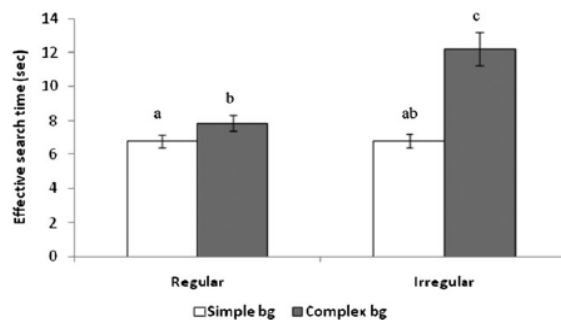 Effective search time (sec)
14
12
10
8
6
4
2
0
a
b
ab
c
Regular
Irregular
Simple bg
Complex bg